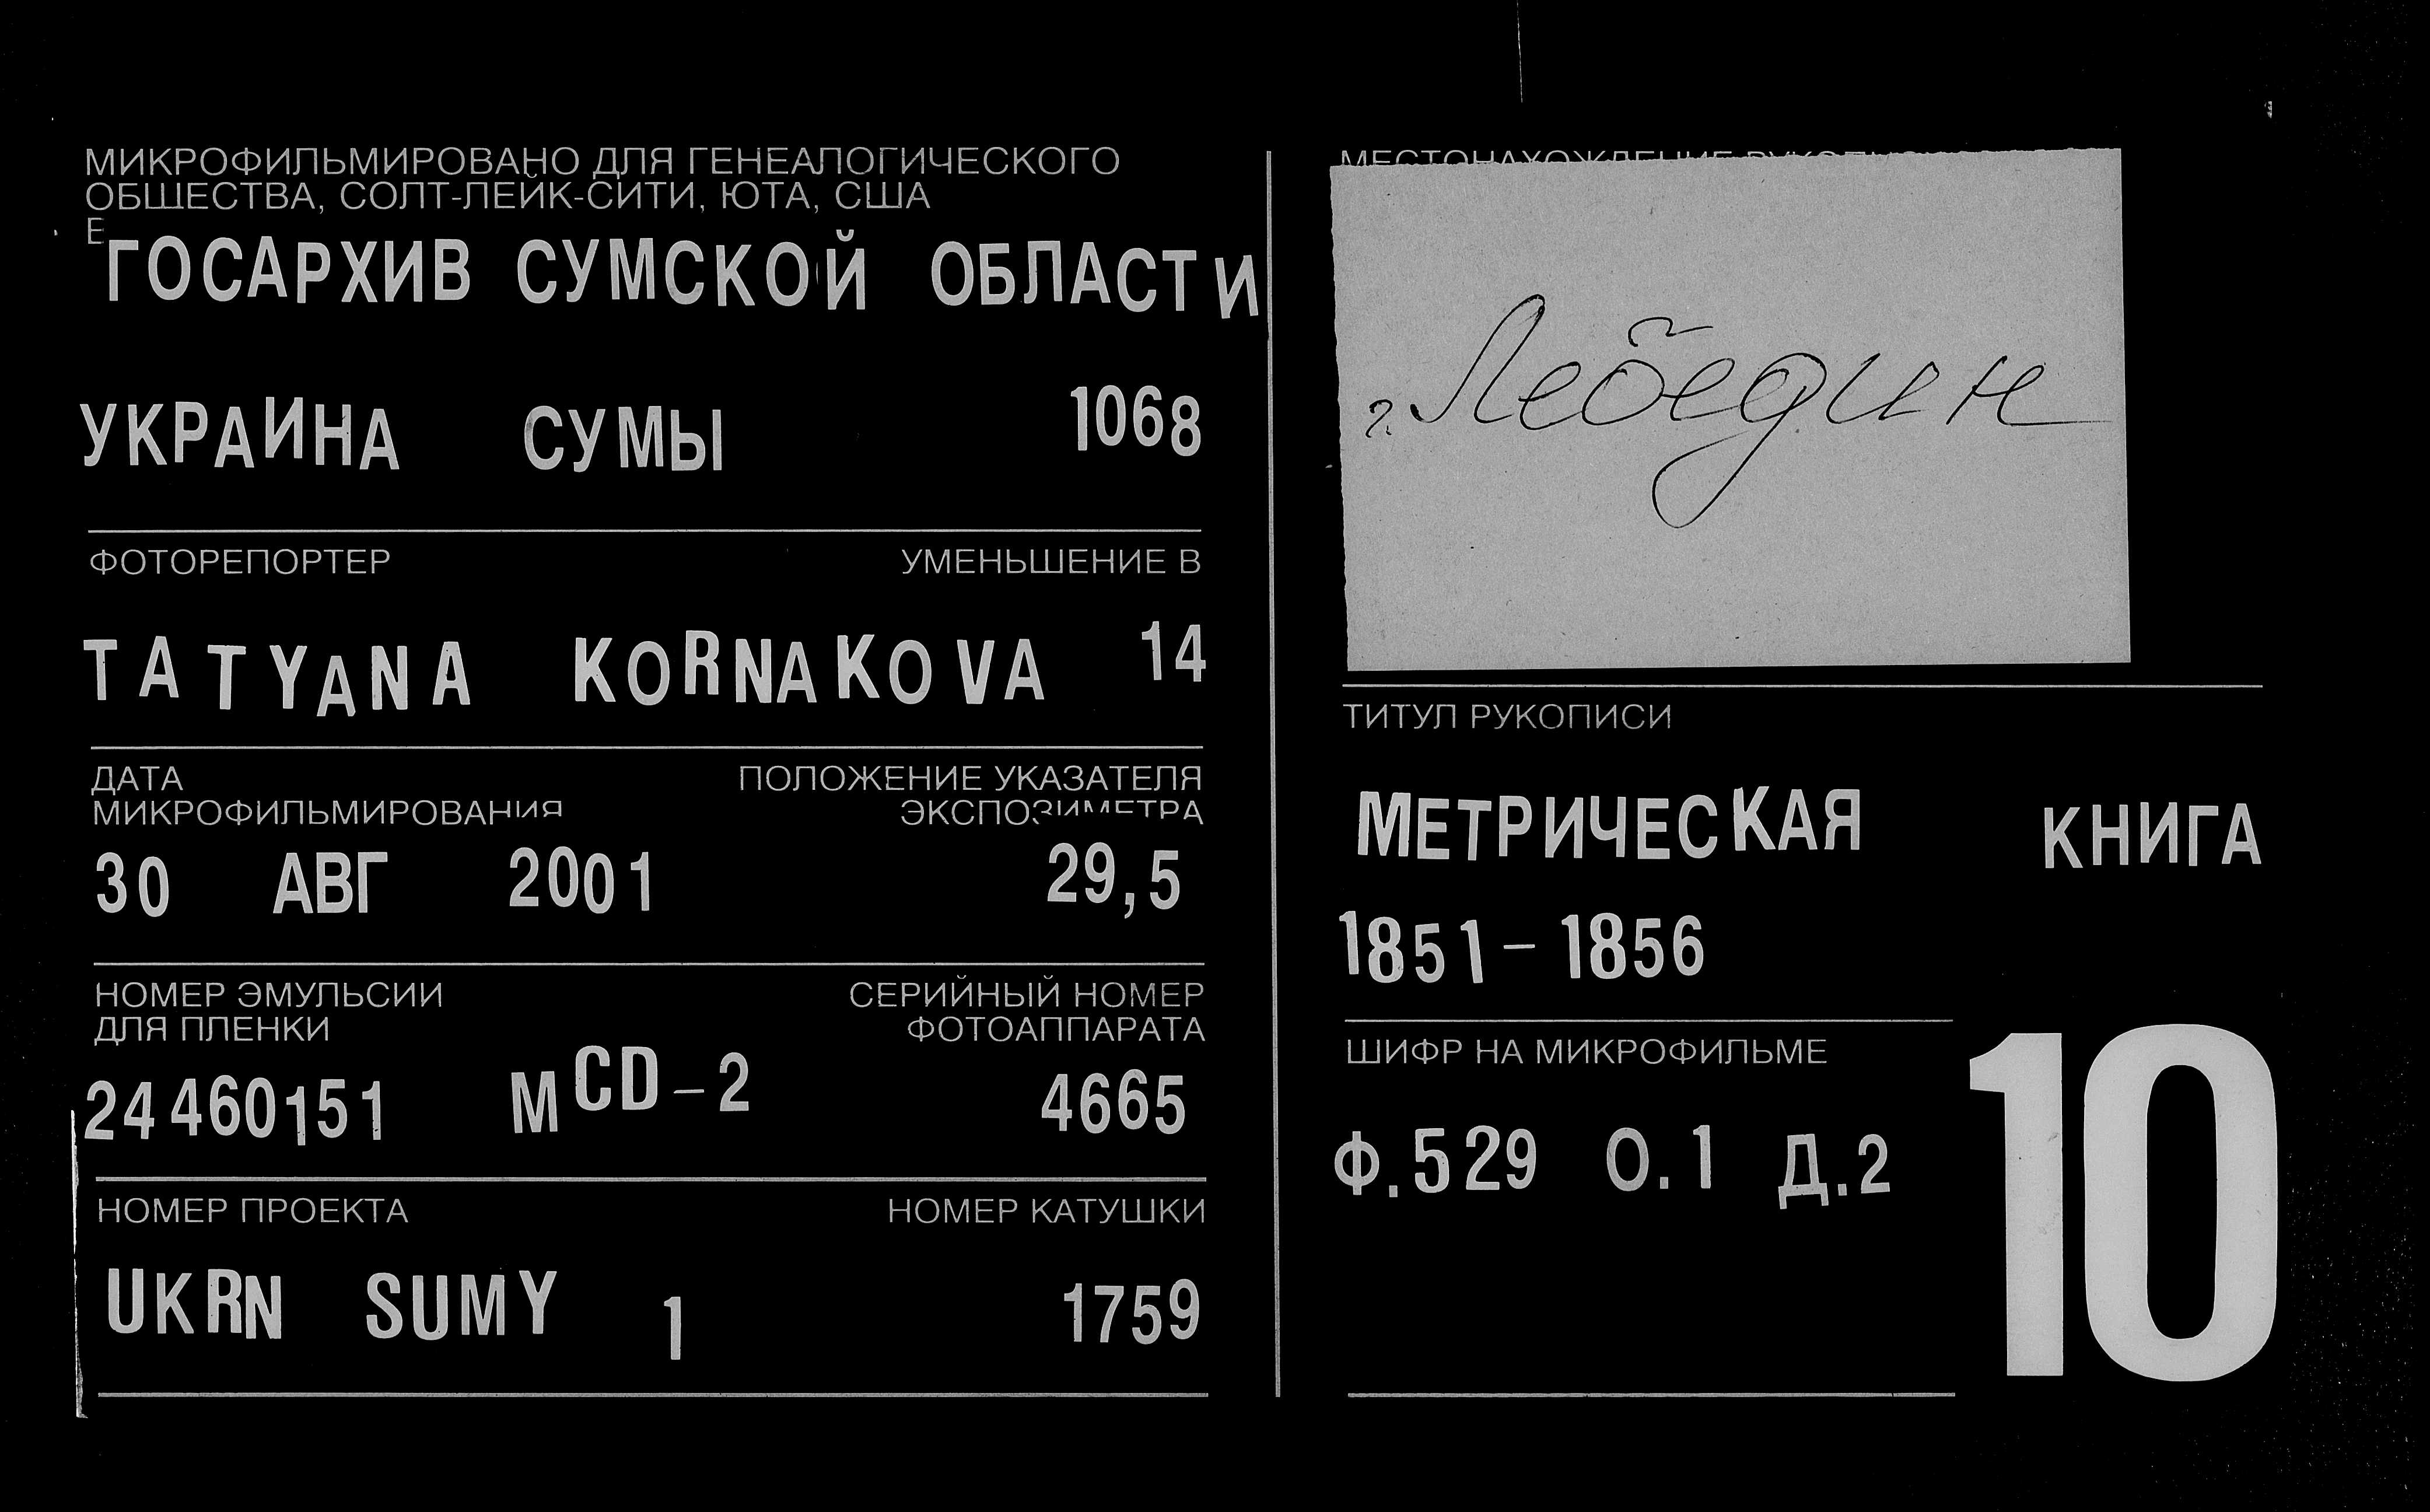 МИКРОФИЛЬМИРОВАНО ДЛЯ ГЕНЕАЛОГИЧЕСКОГО
ОБЩЕСТВА, СОЛТ-ЛЕЙК-СИТИ, ЮТА, США
ГОСАРХИВ СУМСКОЙ ОБЛАСТИ
УКРАИНА СУМЫ 1068
ФОТОРЕПОРТЕР УМЕНЬШЕНИЕ В
TATYANA KORNAKOVA 14
ДАТА ПОЛОЖЕНИЕ УКАЗАТЕЛЯ
МИКРОФИЛЬМИРОВАНИЯ ЭКСПОЗИМЕТРА
30 АВГ 2001 29,5
НОМЕР ЭМУЛЬСИИ СЕРИЙНЫЙ НОМЕР
ДЛЯ ПЛЕНКИ ФОТОАППАРАТА
24460151 MCD-2 4665
НОМЕР ПРОЕКТА НОМЕР КАТУШКИ
UKRN SUMY 1 1759
МЕСТОНАХОЖДЕНИЕ
г. Лебедин
ТИТУЛ РУКОПИСИ
МЕТРИЧЕСКАЯ КНИГА
1851-1856
ШИФР НА МИКРОФИЛЬМЕ
Ф.529 О.1 Д.2
10